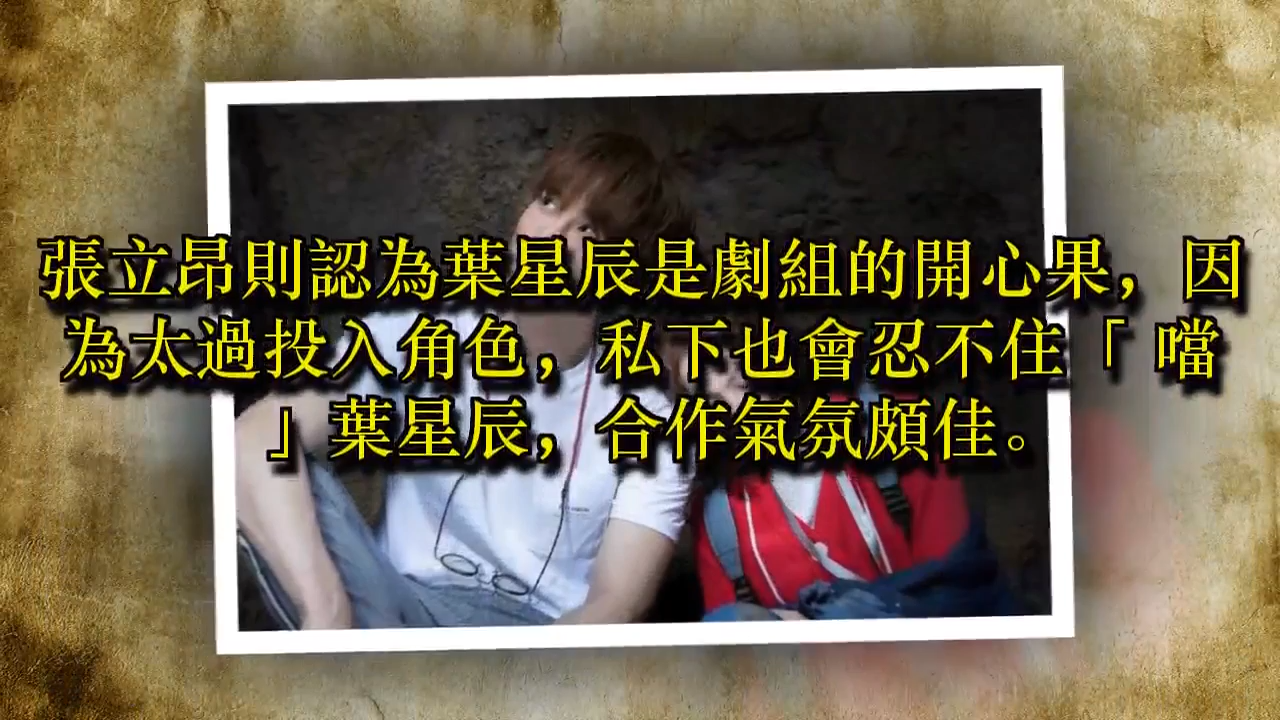 張立昂則認為葉星辰是劇組的開心果，因
為太過投入角色，私下也會忍不住「 噹
」葉星辰，合作氣氛頗佳。